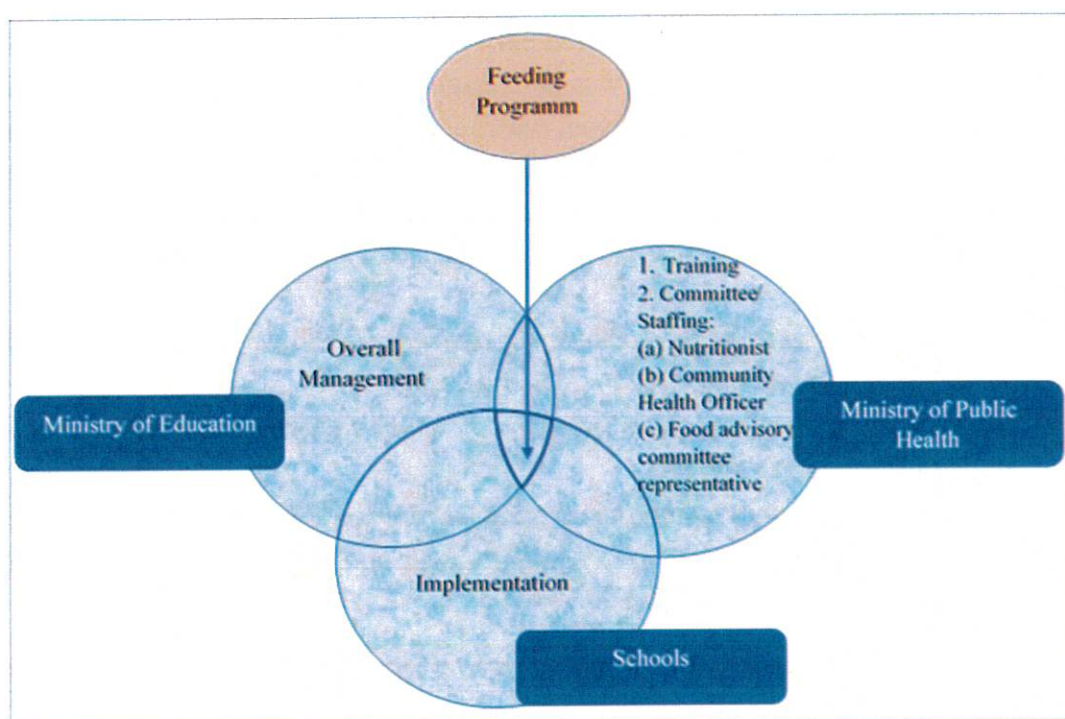 Feeding
Programm
Overall
Management
1. Training
2. Committee/
Staffing:
(a) Nutritionist
(b) Community
Health Officer
(c) Food advisory
committee
representative
Ministry of Education
Ministry of Public
Health
Implementation
Schools